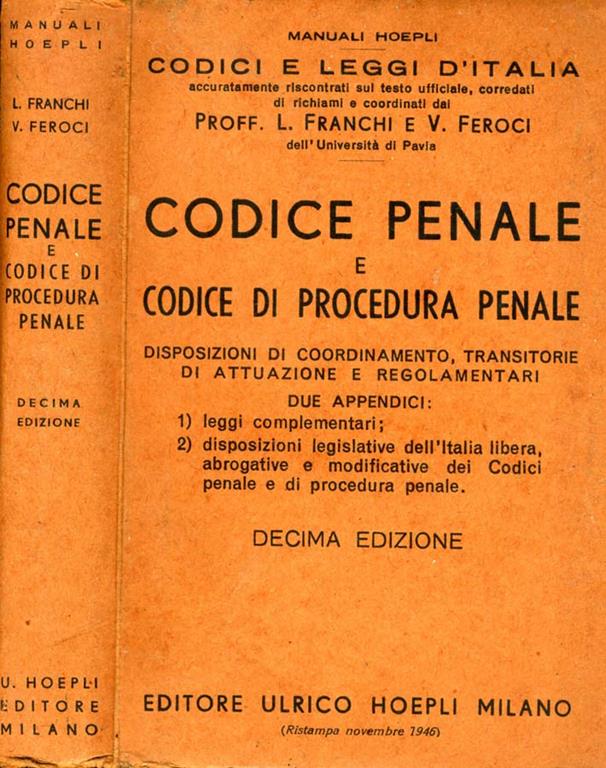 MANUALI
HOEPLI
L. FRANCHI
V. FEROCI
CODICE
PENALE
E
CODICE DI
PROCEDURA
PENALE
DECIMA
EDIZIONE
U. HOEPLI
EDITORE
MILANO
MANUALI HOEPLI
CODICI E LEGGI D'ITALIA
accuratamente riscontrati sul testo ufficiale, corredati
di richiami e coordinati dai
PROFF. L. FRANCHI E V. FEROCI
dell'Università di Pavia
CODICE PENALE
E
CODICE DI PROCEDURA PENALE
DISPOSIZIONI DI COORDINAMENTO, TRANSITORIE
DI ATTUAZIONE E REGOLAMENTARI
DUE APPENDICI:
1) leggi complementari;
2) disposizioni legislative dell'Italia libera,
abrogative e modificative dei Codici
penale e di procedura penale.
DECIMA EDIZIONE
EDITORE ULRICO HOEPLI MILANO
(Ristampa novembre 1946)